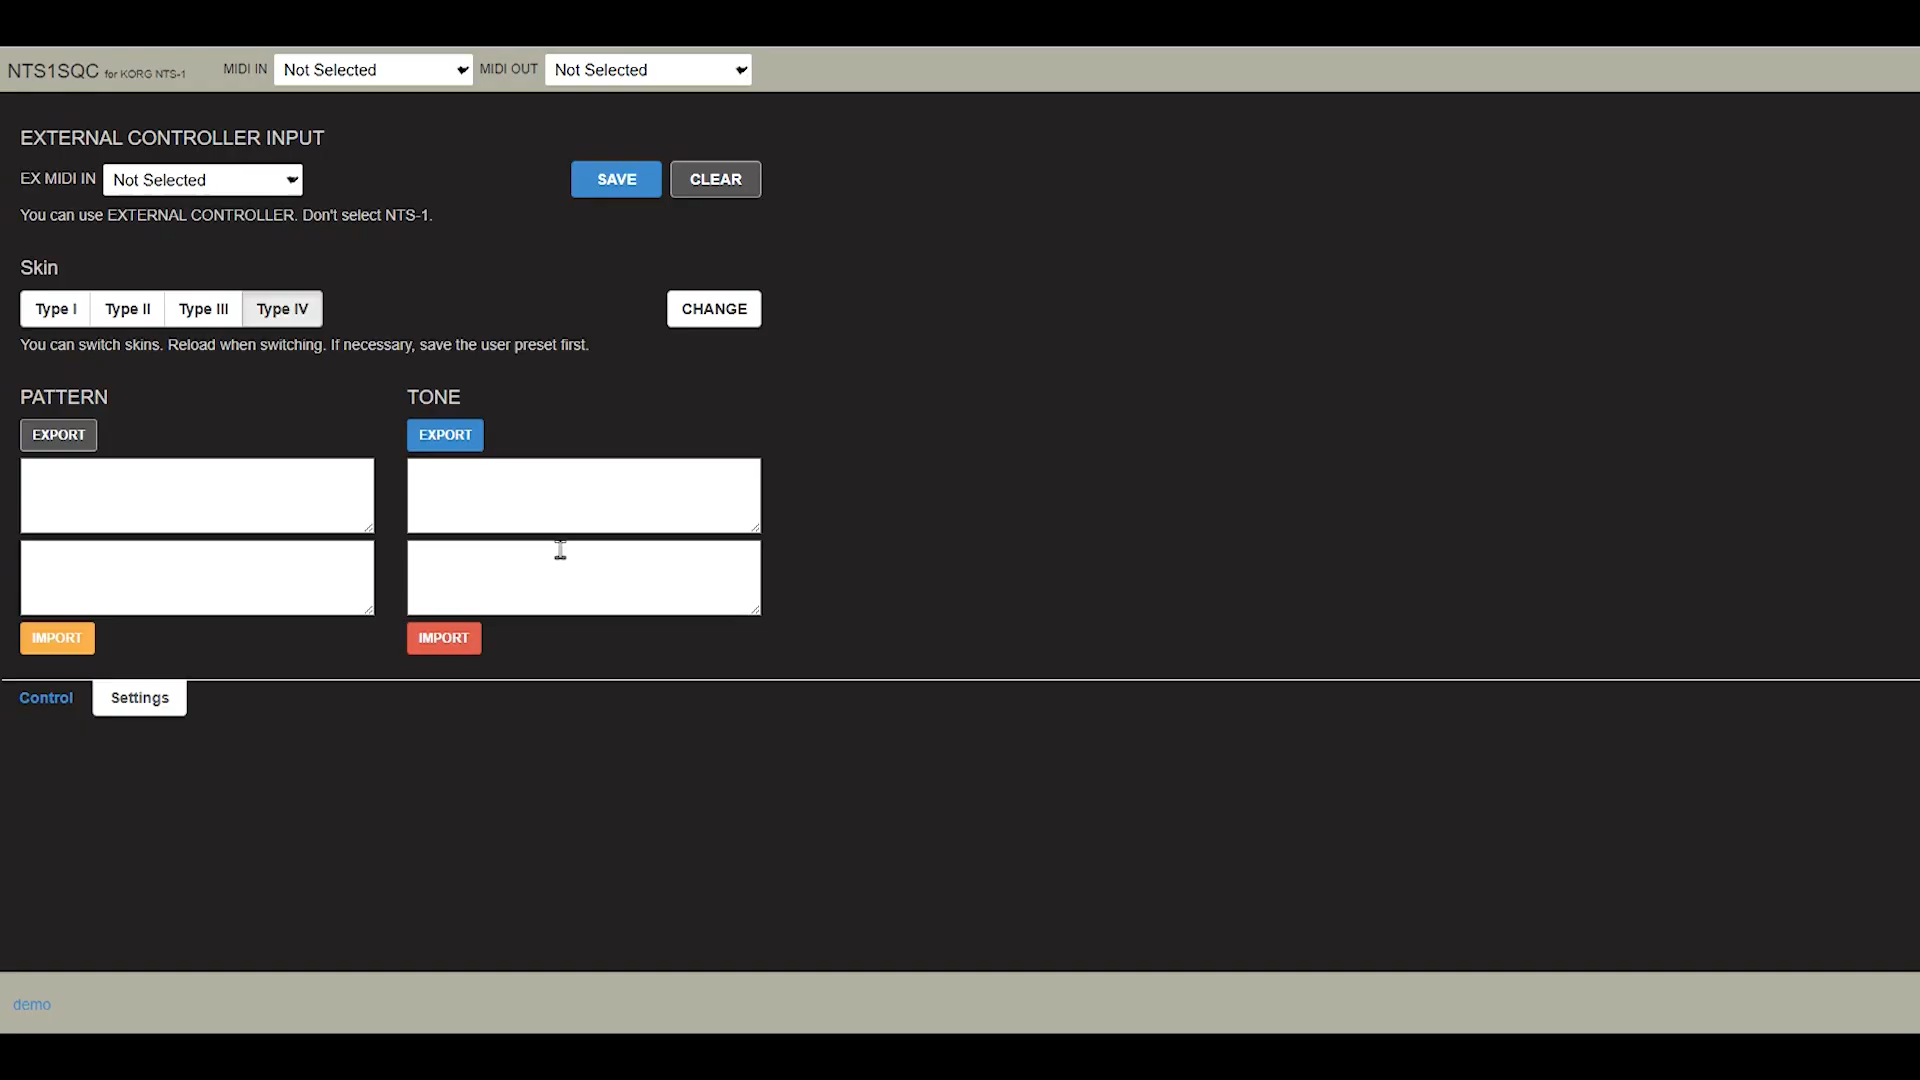 NTS1SQC for KORG NTS-1 MIDI IN Not Selected MIDI OUT Not Selected
EXTERNAL CONTROLLER INPUT
EX MIDI IN Not Selected SAVE CLEAR
You can use EXTERNAL CONTROLLER. Don't select NTS-1.
Skin
Type I Type II Type III Type IV CHANGE
You can switch skins. Reload when switching. If necessary, save the user preset first.
PATTERN TONE
EXPORT EXPORT
IMPORT IMPORT
Control Settings
demo